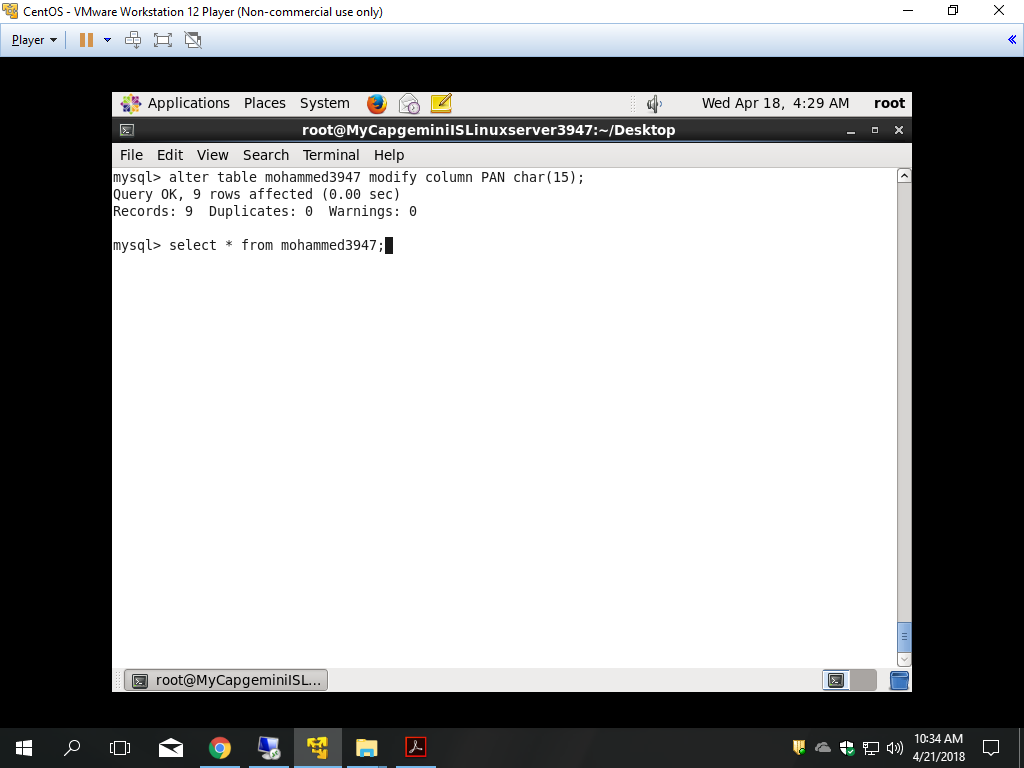 CentOS - VMware Workstation 12 Player (Non-commercial use only)
Player
Applications Places System Wed Apr 18, 4:29 AM root
root@MyCapgeminiISLinuxserver3947:~/Desktop
File Edit View Search Terminal Help
mysql> alter table mohammed3947 modify column PAN char(15);
Query OK, 9 rows affected (0.00 sec)
Records: 9  Duplicates: 0  Warnings: 0
mysql> select * from mohammed3947;
root@MyCapgeminiISL...
10:34 AM
4/21/2018